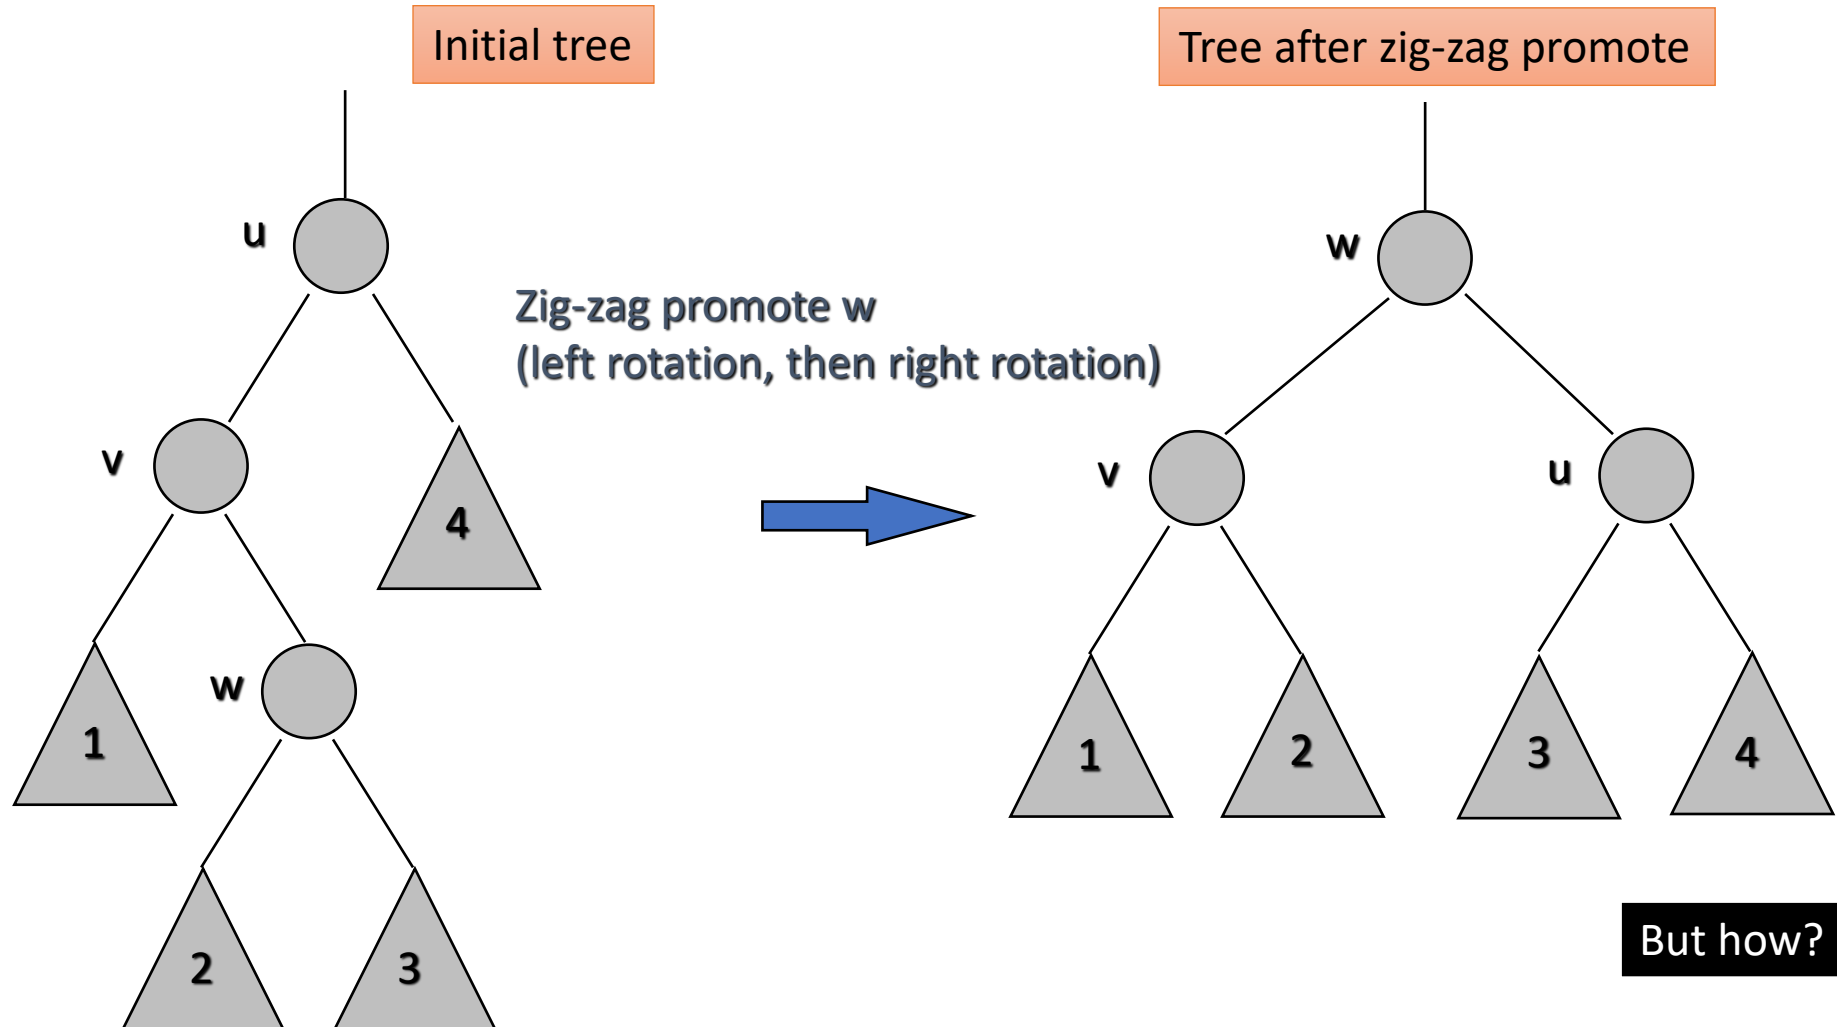 Initial tree
Tree after zig-zag promote
u
w
Zig-zag promote w
(left rotation, then right rotation)
v
4
v
u
w
1
1
2
3
4
2
3
But how?